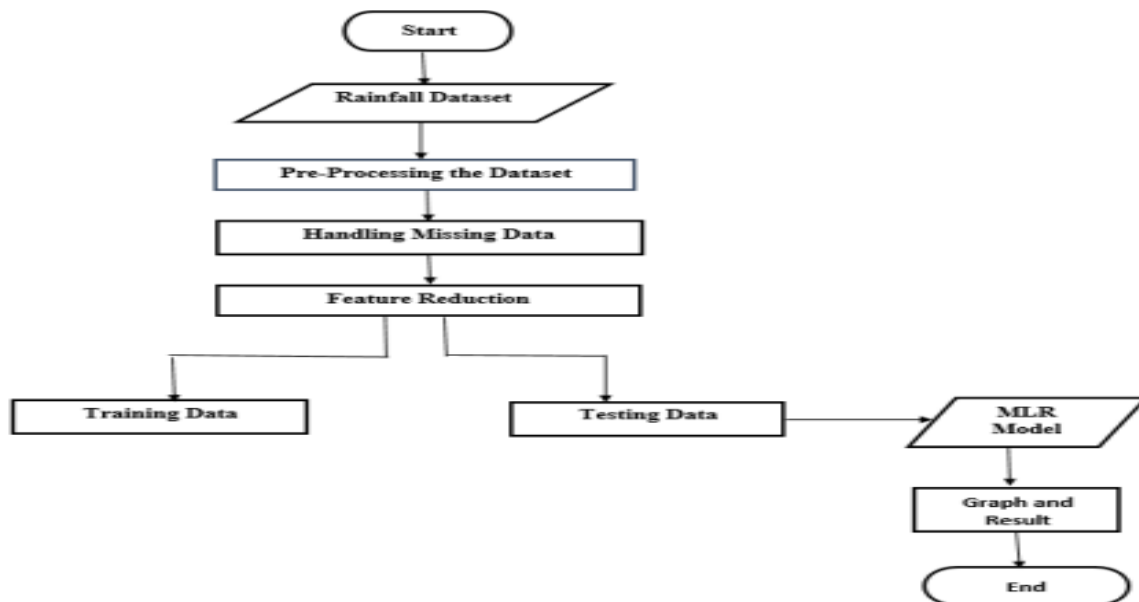 Start
Rainfall Dataset
Pre-Processing the Dataset
Handling Missing Data
Feature Reduction
Training Data
Testing Data
MLR
Model
Graph and
Result
End